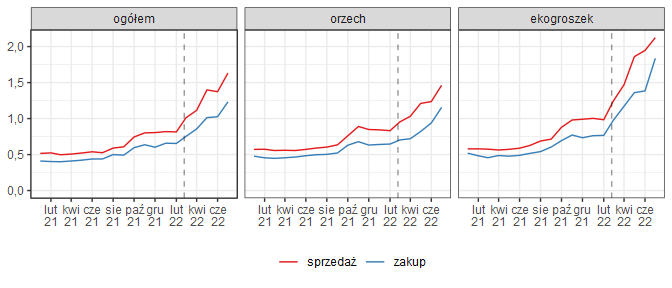 ogółem orzech ekogroszek
2,0
1,5
1,0
0,5
0,0
lut kwi cze sie paź gru lut kwi cze lut kwi cze sie paź gru lut kwi cze lut kwi cze sie paź gru lut kwi cze
21 21 21 21 21 21 22 22 22 21 21 21 21 21 21 22 22 22 21 21 21 21 21 21 22 22 22
sprzedaż zakup